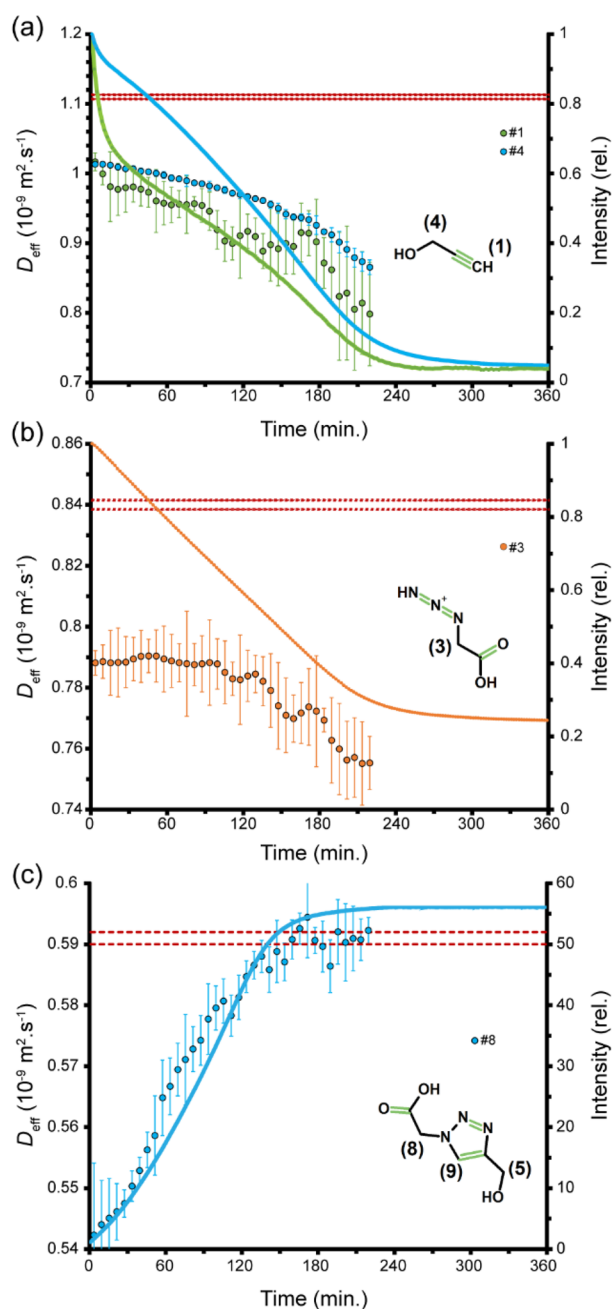 (a)
1.2
1.1
1
0.9
0.8
0.7
D_eff (10⁻⁹ m².s⁻¹)
1
0.8
0.6
0.4
0.2
0
Intensity (rel.)
#1
#4
(4)
(1)
HO
CH
0 60 120 180 240 300 360
Time (min.)
(b)
0.86
0.84
0.82
0.8
0.78
0.76
0.74
D_eff (10⁻⁹ m².s⁻¹)
1
0.8
0.6
0.4
0.2
0
Intensity (rel.)
#3
HN N⁺ N
(3)
O
OH
0 60 120 180 240 300 360
Time (min.)
(c)
0.6
0.59
0.58
0.57
0.56
0.55
0.54
D_eff (10⁻⁹ m².s⁻¹)
60
50
40
30
20
10
0
Intensity (rel.)
#8
OH
O
N N N
(8)
(9)
(5)
HO
0 60 120 180 240 300 360
Time (min.)